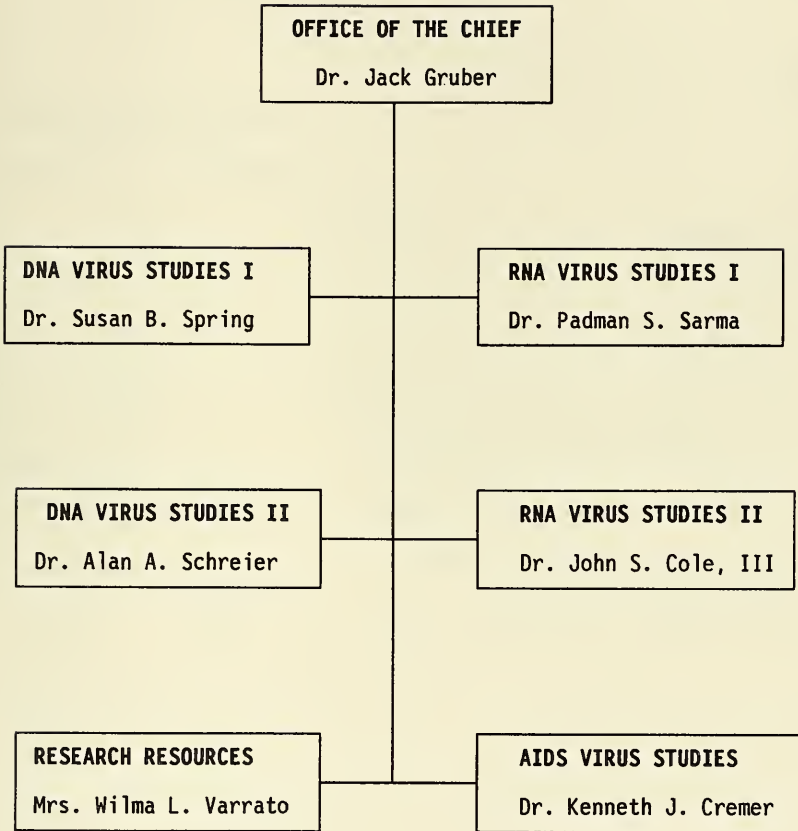 OFFICE OF THE CHIEF
Dr. Jack Gruber
DNA VIRUS STUDIES I
Dr. Susan B. Spring
RNA VIRUS STUDIES I
Dr. Padman S. Sarma
DNA VIRUS STUDIES II
Dr. Alan A. Schreier
RNA VIRUS STUDIES II
Dr. John S. Cole, III
RESEARCH RESOURCES
Mrs. Wilma L. Varrato
AIDS VIRUS STUDIES
Dr. Kenneth J. Cremer